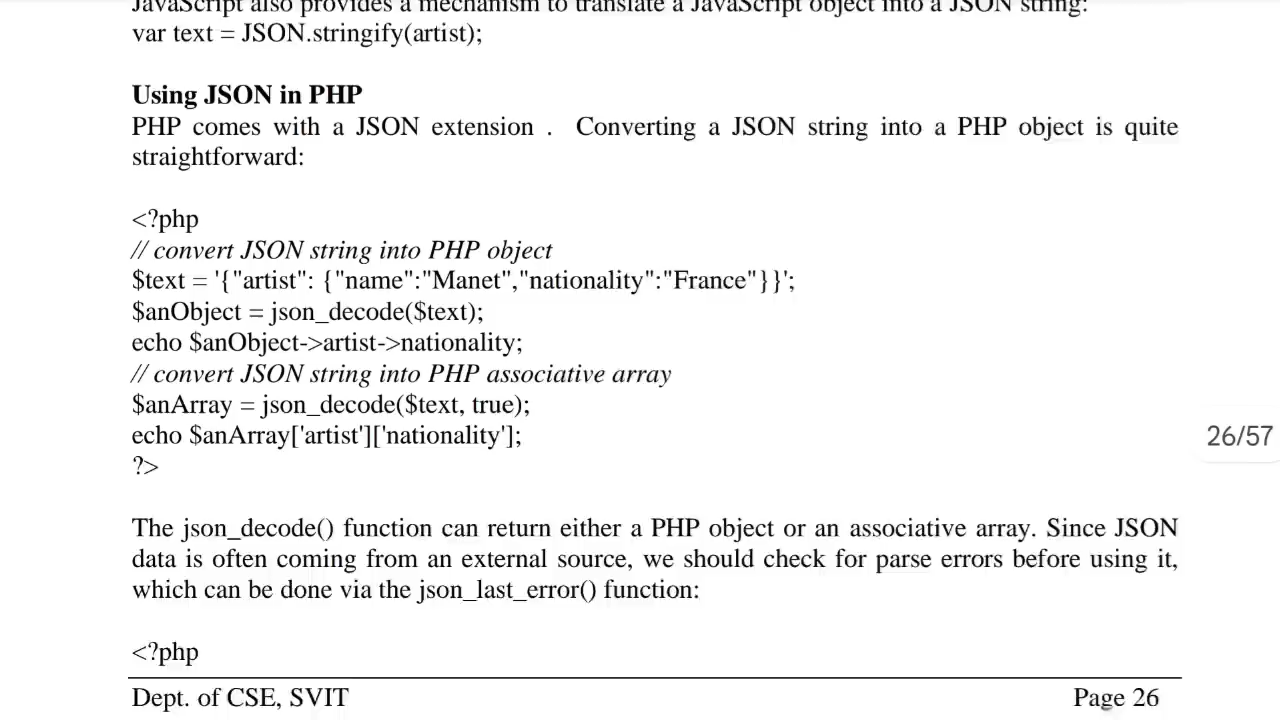 JavaScript also provides a mechanism to translate a JavaScript object into a JSON string:
var text = JSON.stringify(artist);
Using JSON in PHP
PHP comes with a JSON extension . Converting a JSON string into a PHP object is quite
straightforward:
<?php
// convert JSON string into PHP object
$text = '{"artist": {"name":"Manet","nationality":"France"}}';
$anObject = json_decode($text);
echo $anObject->artist->nationality;
// convert JSON string into PHP associative array
$anArray = json_decode($text, true);
echo $anArray['artist']['nationality'];
?>
26/57
The json_decode() function can return either a PHP object or an associative array. Since JSON
data is often coming from an external source, we should check for parse errors before using it,
which can be done via the json_last_error() function:
<?php
Dept. of CSE, SVIT Page 26